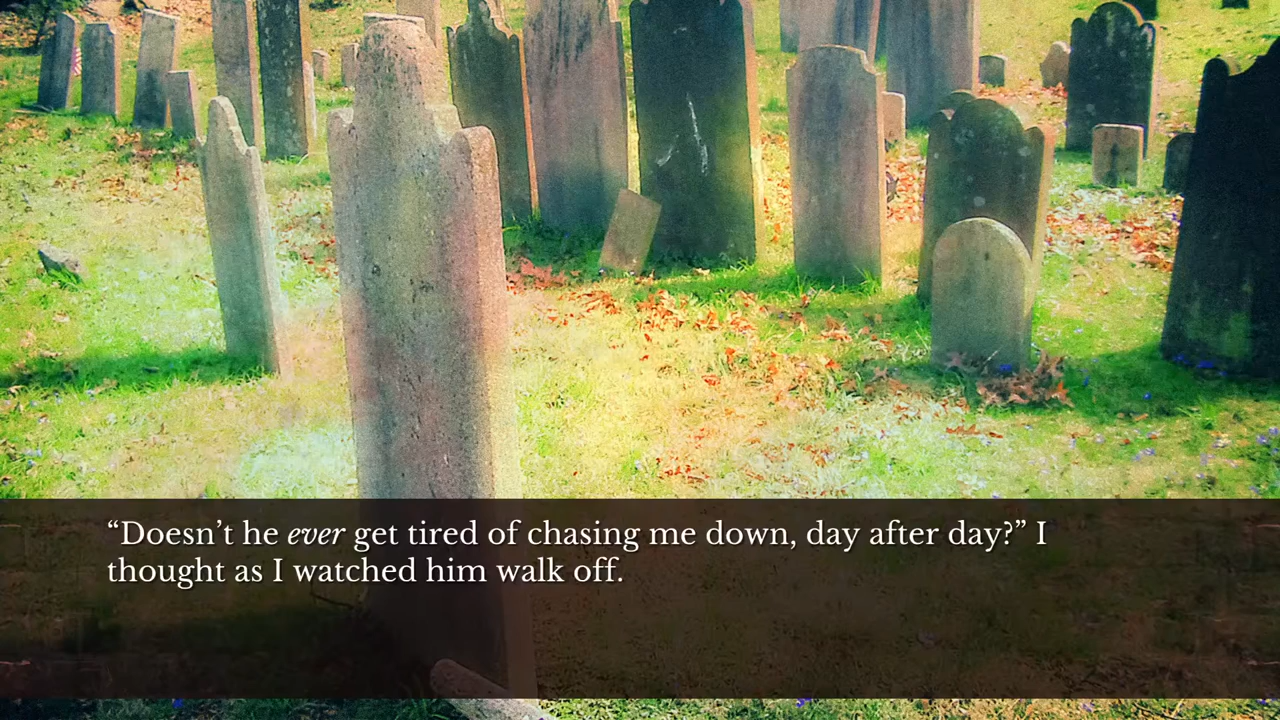 “Doesn’t he ever get tired of chasing me down, day after day?” I
thought as I watched him walk off.